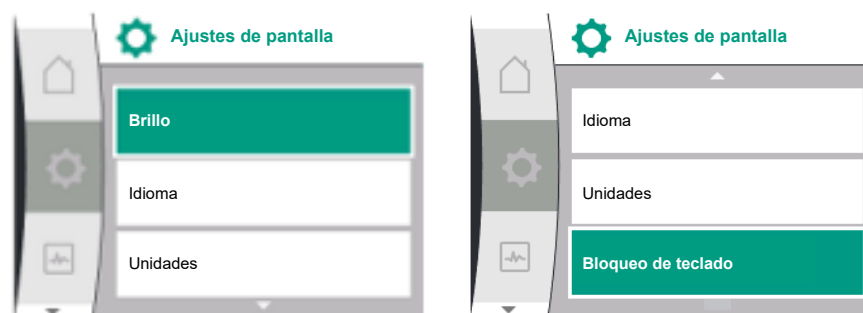 Ajustes de pantalla
Brillo
Idioma
Unidades
Ajustes de pantalla
Idioma
Unidades
Bloqueo de teclado